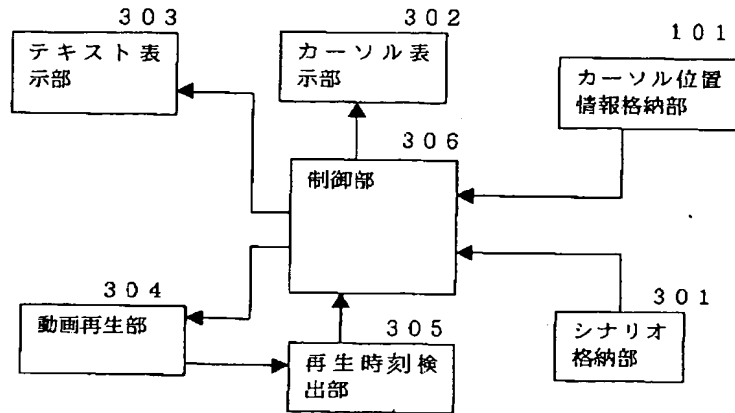 303
テキスト表
示部
302
カーソル表
示部
101
カーソル位置
情報格納部
306
制御部
304
動画再生部
305
再生時刻検
出部
301
シナリオ
格納部